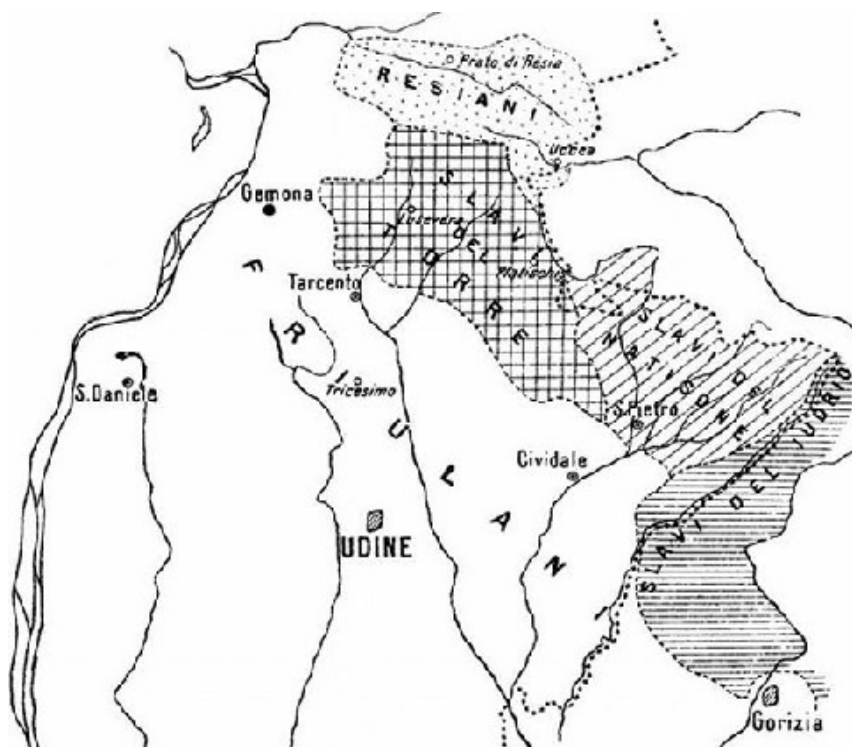 Prato di Resia
RESIANI
Uccea
Gemona
Lusevera
SLAVI DEL TORRE
Platischis
Tarcento
FRIULANI
SLAVI DEL NATISONE
S. Daniele
Tricesimo
S. Pietro
Cividale
SLAVI DEL JUDRIO
UDINE
Gorizia